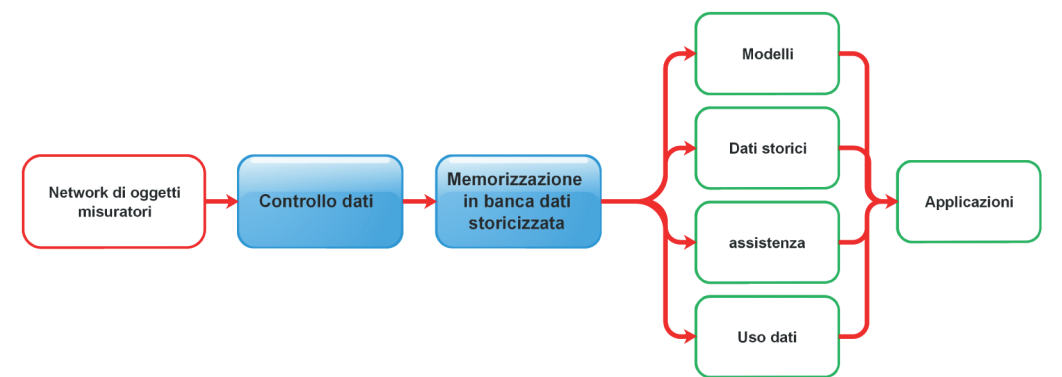 Network di oggetti
misuratori
Controllo dati
Memorizzazione
in banca dati
storicizzata
Modelli
Dati storici
assistenza
Uso dati
Applicazioni